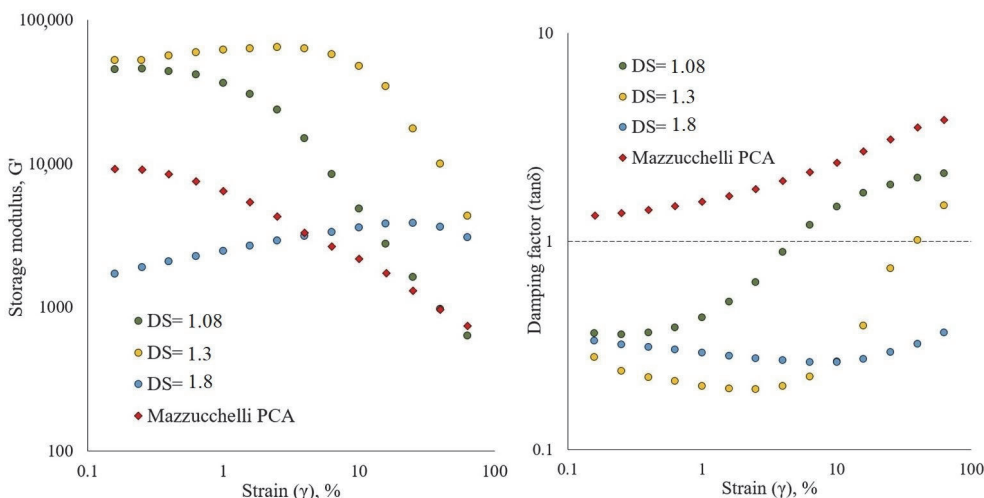 100,000
10,000
1000
100
Storage modulus, G'
DS= 1.08
DS= 1.3
DS= 1.8
Mazzucchelli PCA
0.1
1
10
100
Strain (γ), %
10
1
0.1
Damping factor (tanδ)
DS= 1.08
DS= 1.3
DS= 1.8
Mazzucchelli PCA
0.1
1
10
100
Strain (γ), %